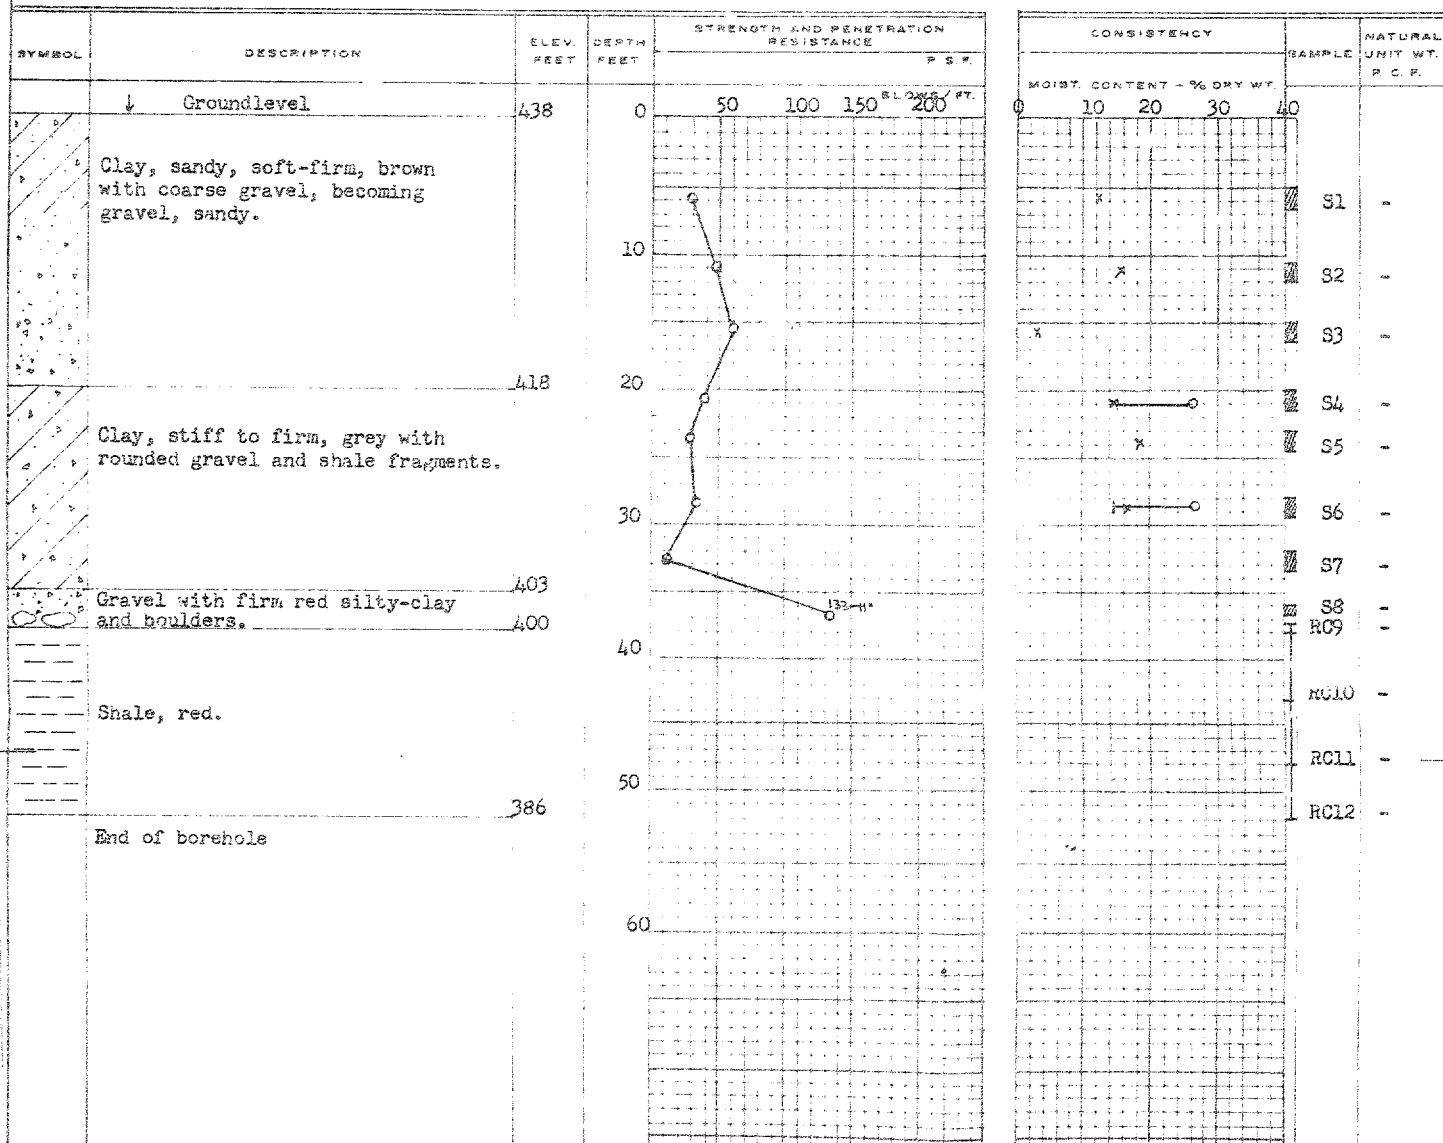 SYMBOL DESCRIPTION ELEV. FEET DEPTH FEET STRENGTH AND PENETRATION RESISTANCE P.S.F. BLOWS/FT. CONSISTENCY MOIST. CONTENT - % DRY WT. SAMPLE NATURAL UNIT WT. P.C.F.
↓ Groundlevel 438 0 50 100 150 200 0 10 20 30 40
Clay, sandy, soft-firm, brown
with coarse gravel, becoming
gravel, sandy.
S1 -
10
S2 -
S3 -
418 20
S4 -
Clay, stiff to firm, grey with
rounded gravel and shale fragments.
S5 -
30
S6 -
S7 -
403
Gravel with firm red silty-clay
and boulders.
400
S8 -
RC9 -
40
RC10 -
Shale, red.
RC11 -
50
386
RC12 -
End of borehole
60